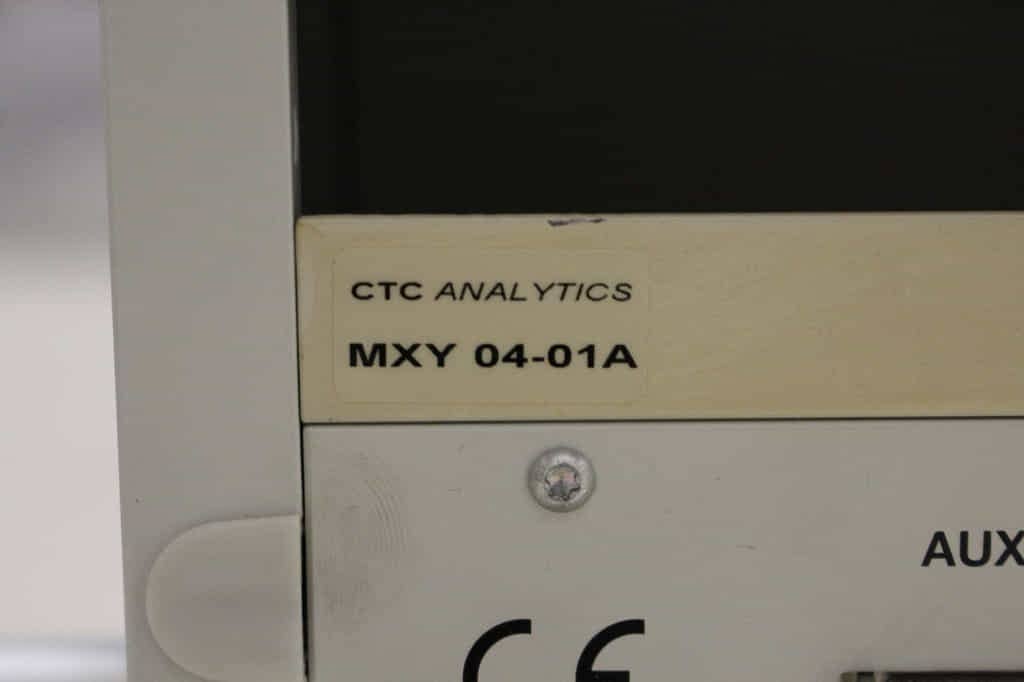 CTC ANALYTICS
MXY 04-01A
AUX
CE